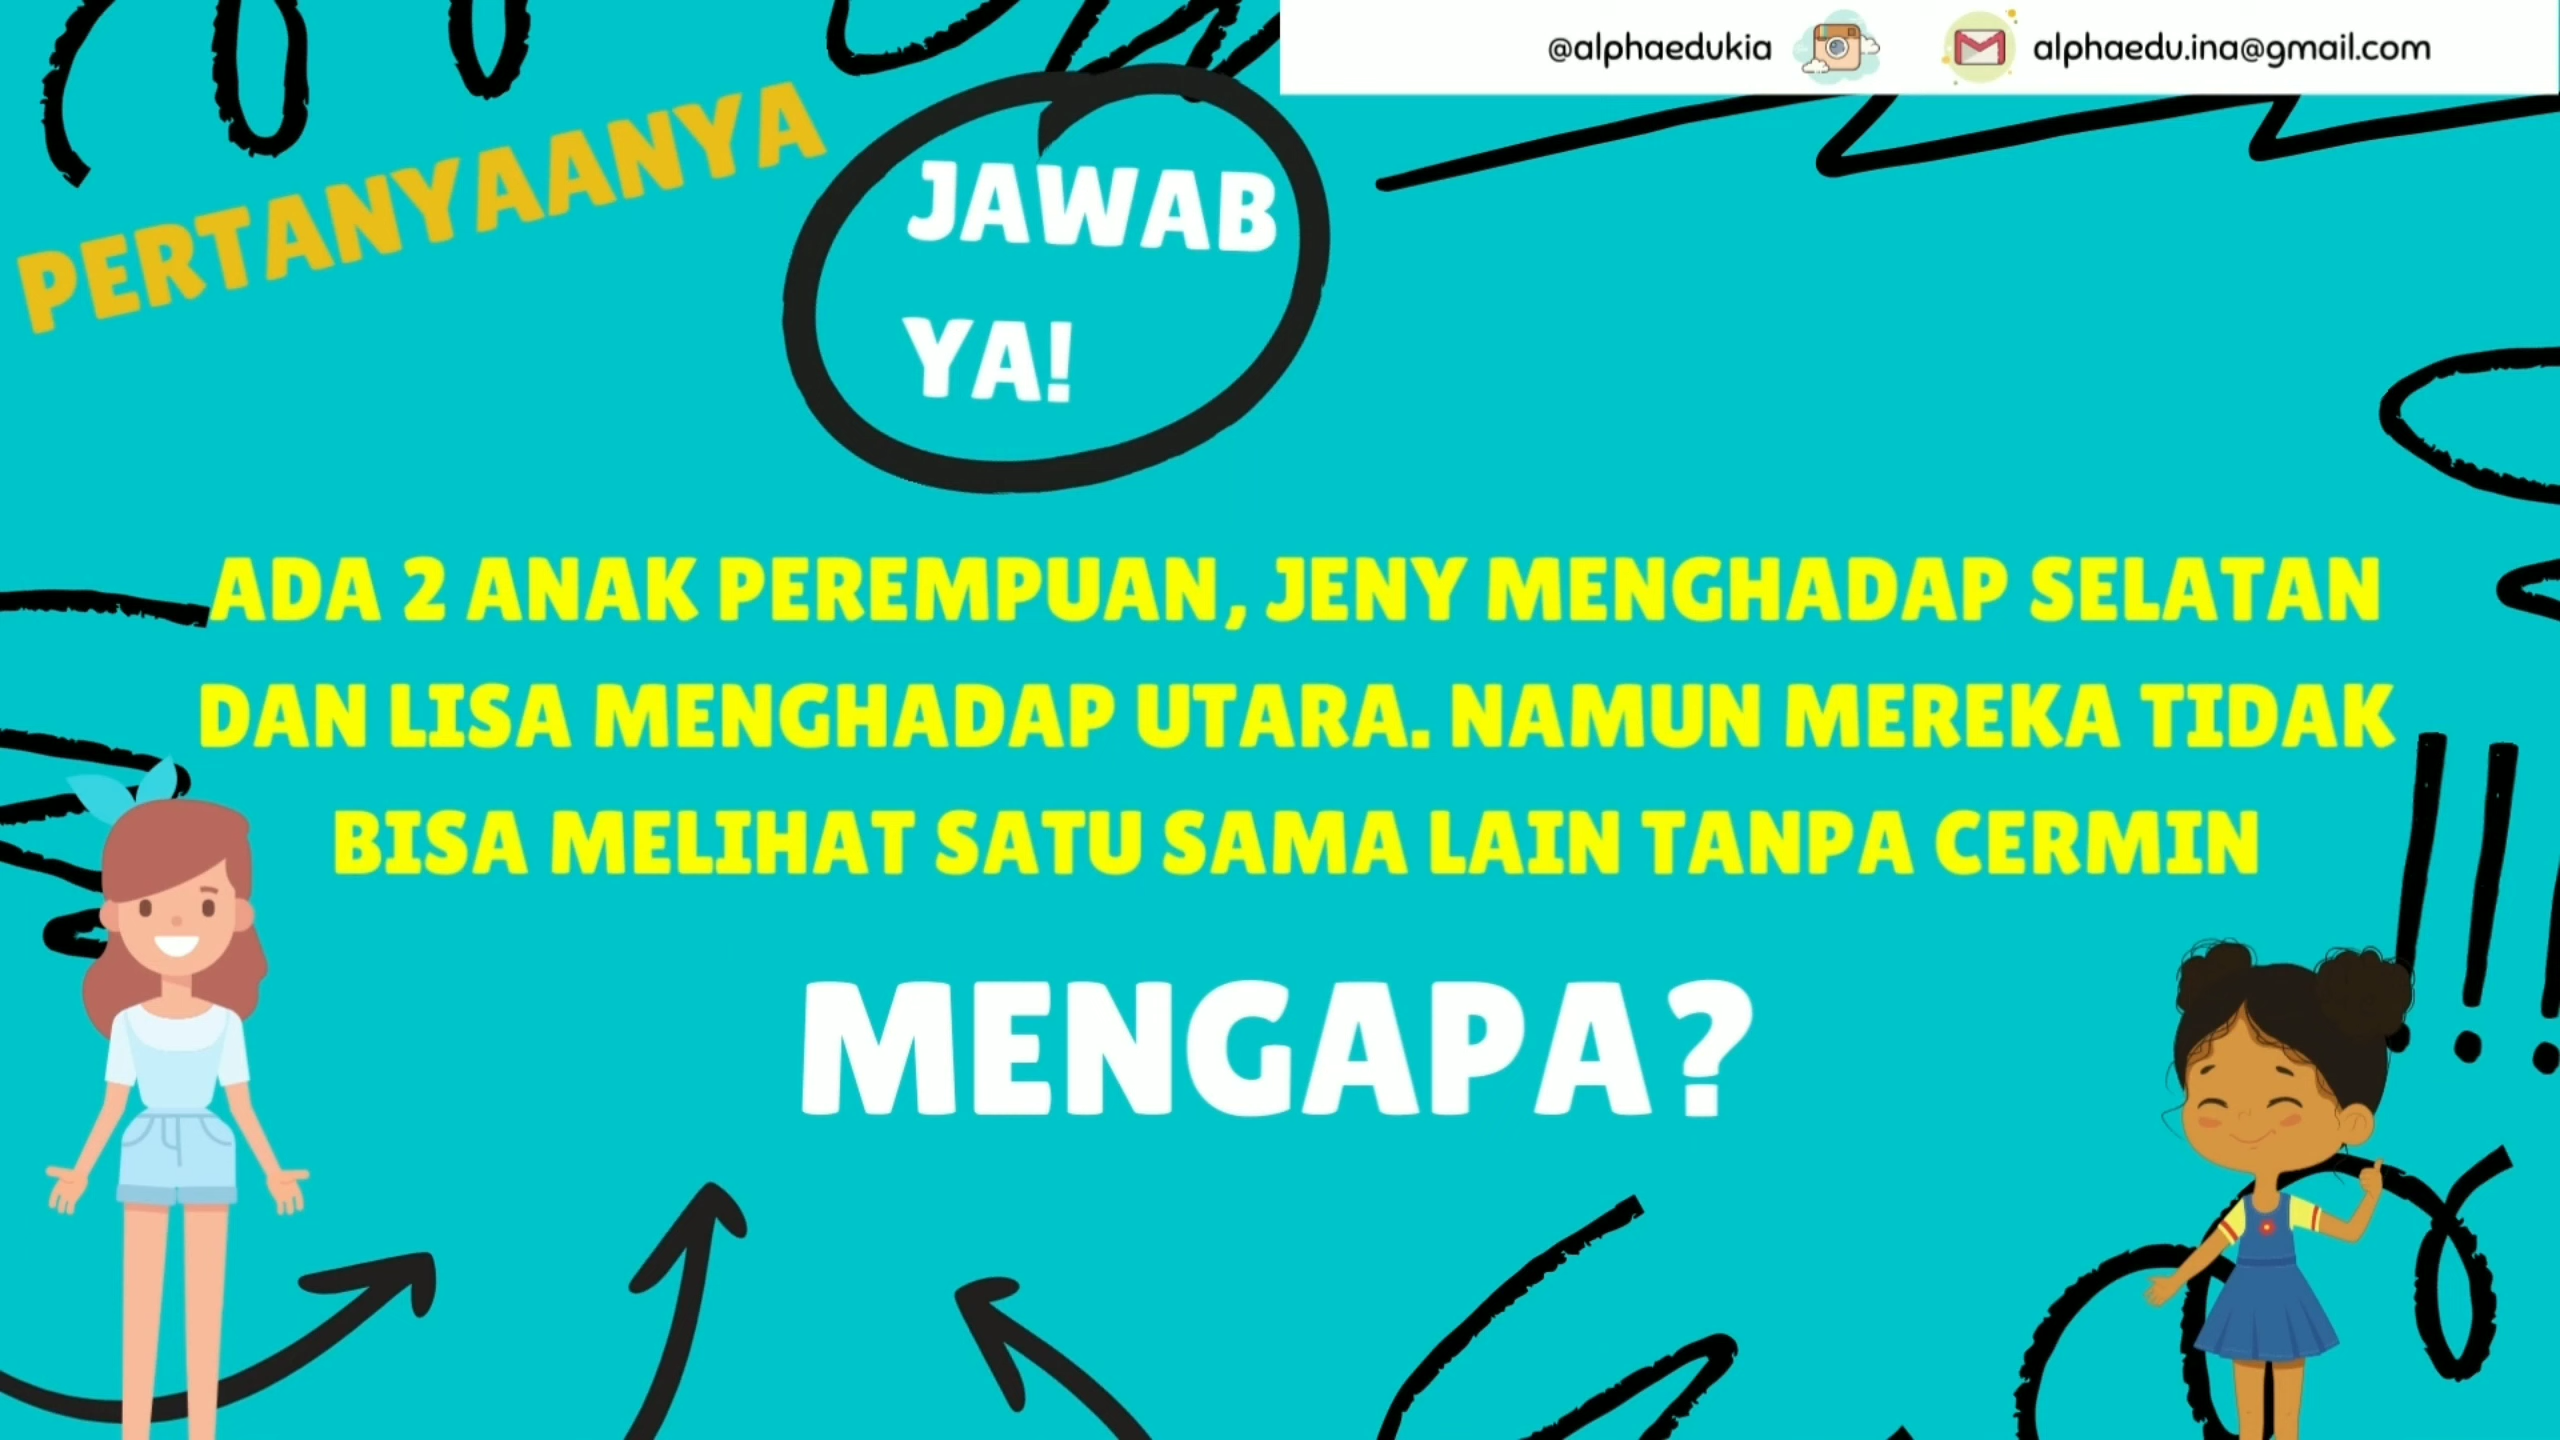 @alphaedukia
alphaedu.ina@gmail.com
PERTANYAANYA
JAWAB
YA!
ADA 2 ANAK PEREMPUAN, JENY MENGHADAP SELATAN
DAN LISA MENGHADAP UTARA. NAMUN MEREKA TIDAK
BISA MELIHAT SATU SAMA LAIN TANPA CERMIN
MENGAPA?